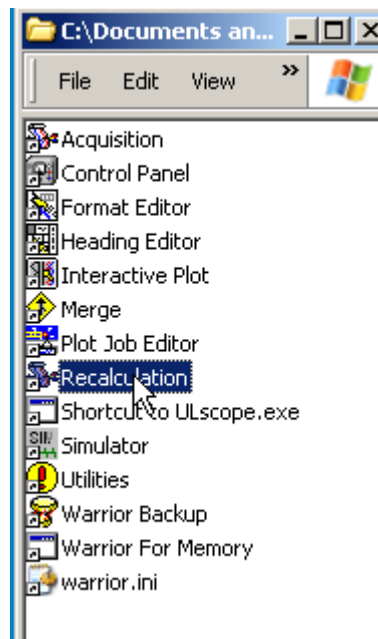 C:\Documents an...
File Edit View »
Acquisition
Control Panel
Format Editor
Heading Editor
Interactive Plot
Merge
Plot Job Editor
Recalculation
Shortcut to ULscope.exe
Simulator
Utilities
Warrior Backup
Warrior For Memory
warrior.ini